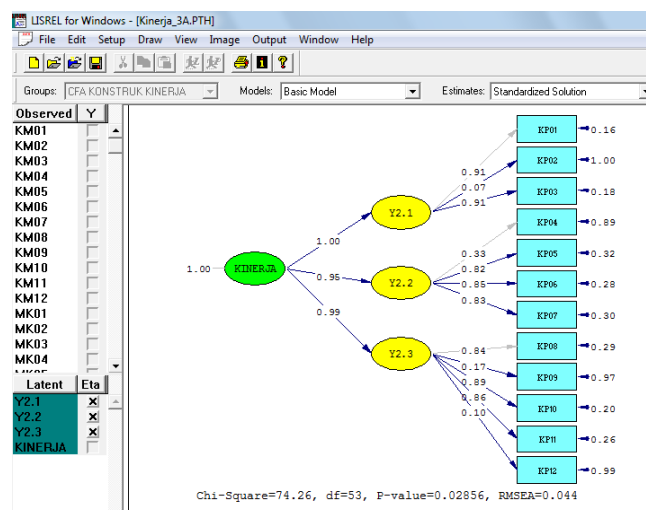 LISREL for Windows - [Kinerja_3A.PTH]
File Edit Setup Draw View Image Output Window Help
Groups: CFA KONSTRUK KINERJA Models: Basic Model Estimates: Standardized Solution
Observed Y
KM01
KM02
KM03
KM04
KM05
KM06
KM07
KM08
KM09
KM10
KM11
KM12
MK01
MK02
MK03
MK04
Latent Eta
Y2.1
Y2.2
Y2.3
KINERJA
1.00
KINERJA
1.00
0.95
0.99
Y2.1
Y2.2
Y2.3
0.91
0.07
0.91
0.33
0.82
0.85
0.83
0.84
0.17
0.89
0.86
0.10
KP01 0.16
KP02 1.00
KP03 0.18
KP04 0.89
KP05 0.32
KP06 0.28
KP07 0.30
KP08 0.29
KP09 0.97
KP10 0.20
KP11 0.26
KP12 0.99
Chi-Square=74.26, df=53, P-value=0.02856, RMSEA=0.044